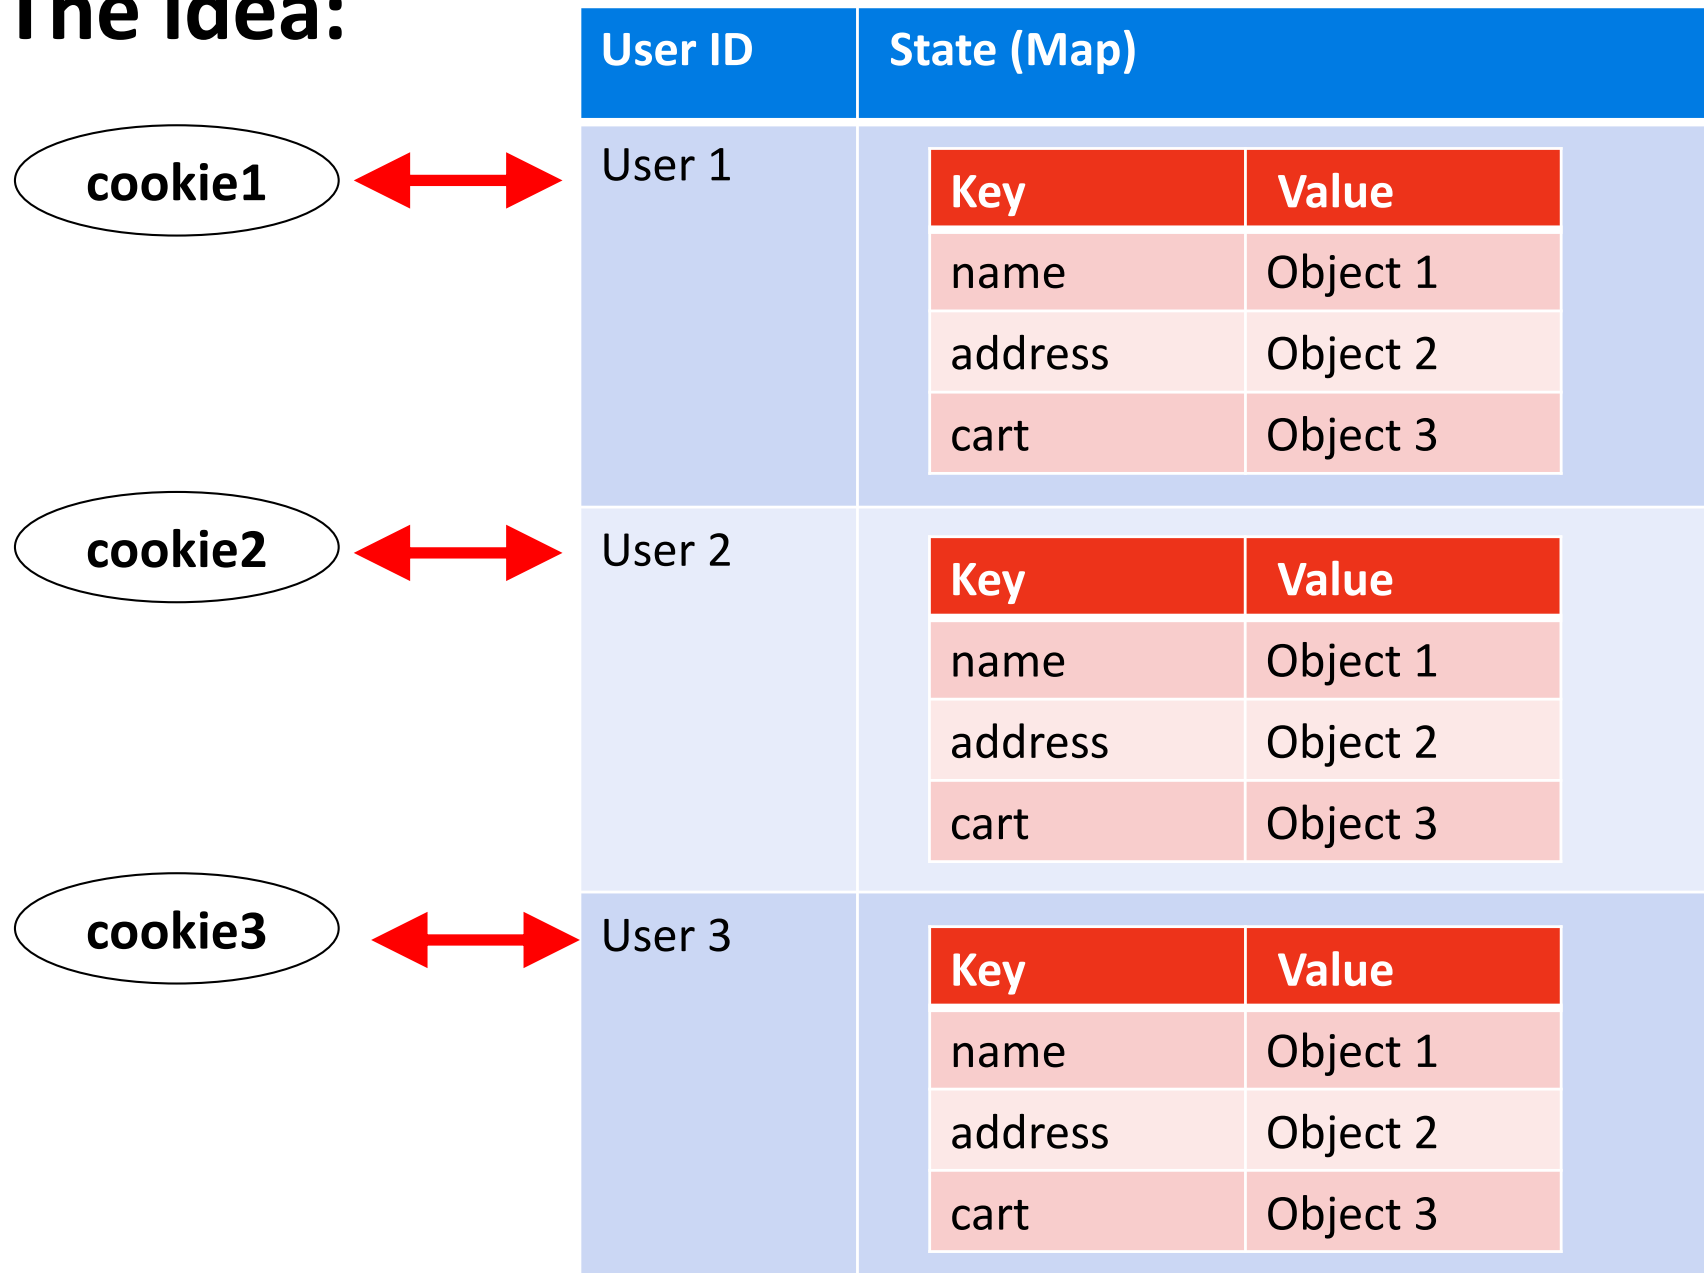 The idea:
User ID State (Map)
cookie1
User 1
Key Value
name Object 1
address Object 2
cart Object 3
cookie2
User 2
Key Value
name Object 1
address Object 2
cart Object 3
cookie3
User 3
Key Value
name Object 1
address Object 2
cart Object 3